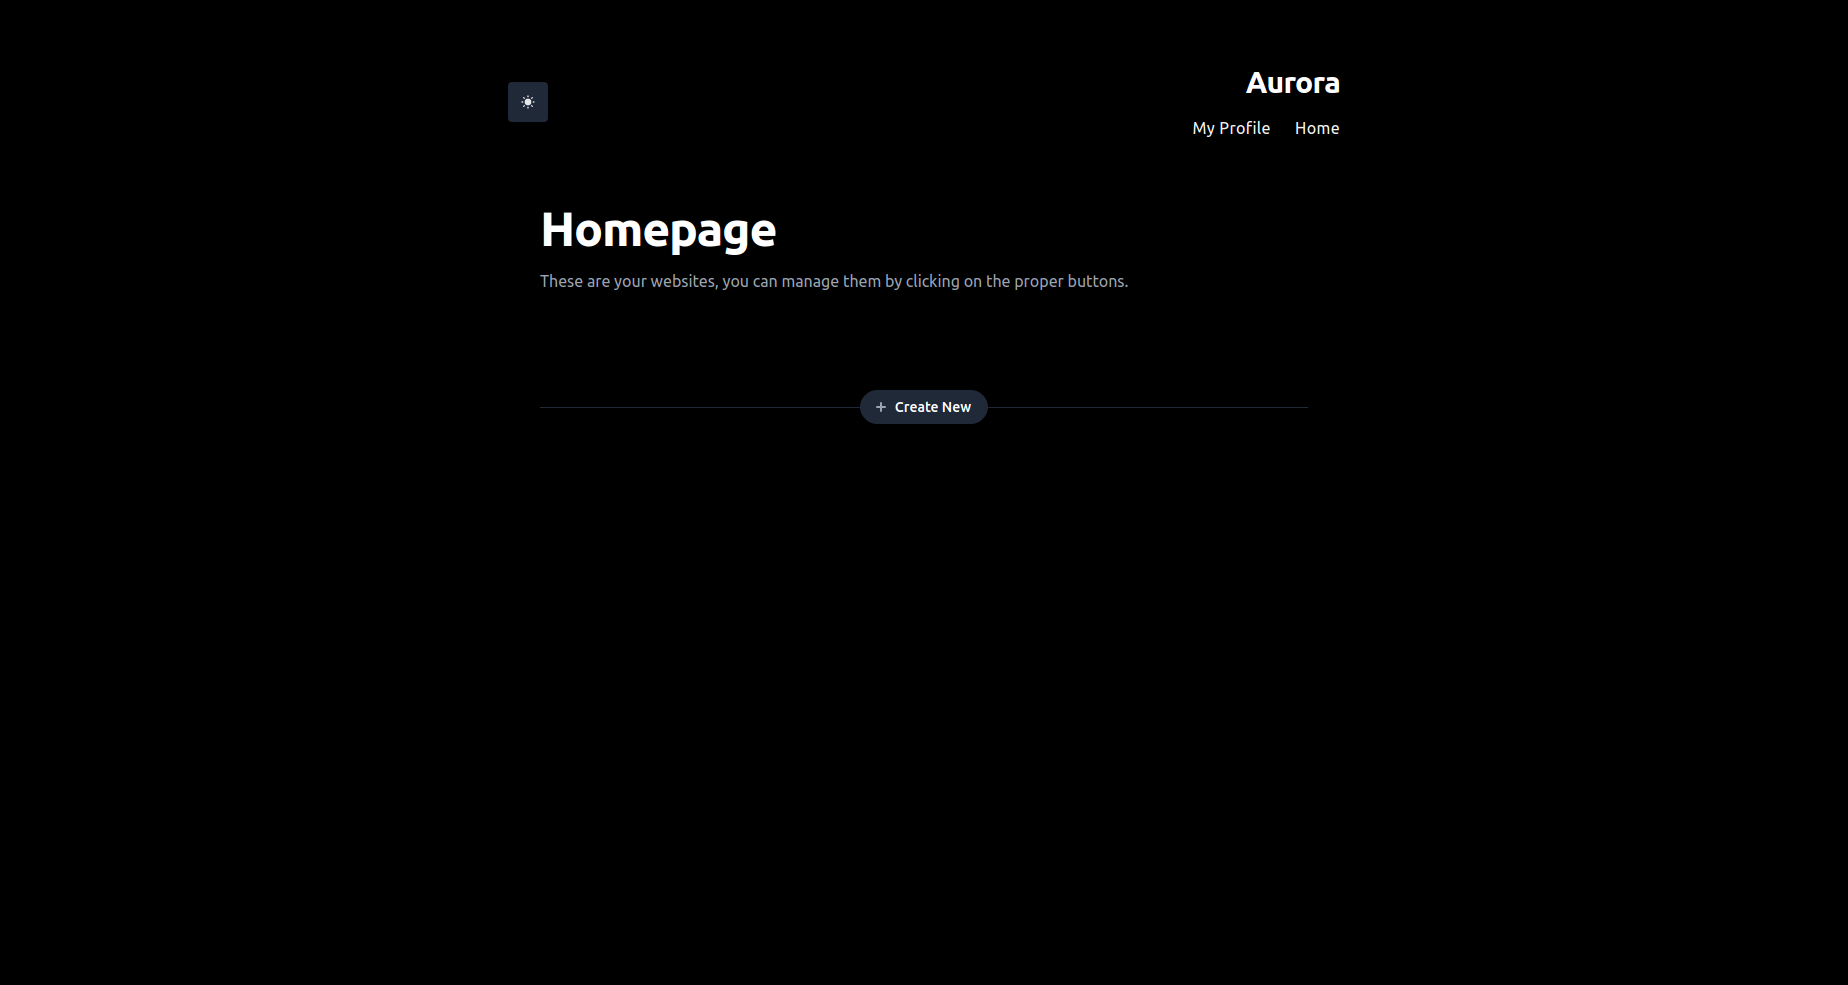 Aurora
My Profile Home
Homepage
These are your websites, you can manage them by clicking on the proper buttons.
Create New